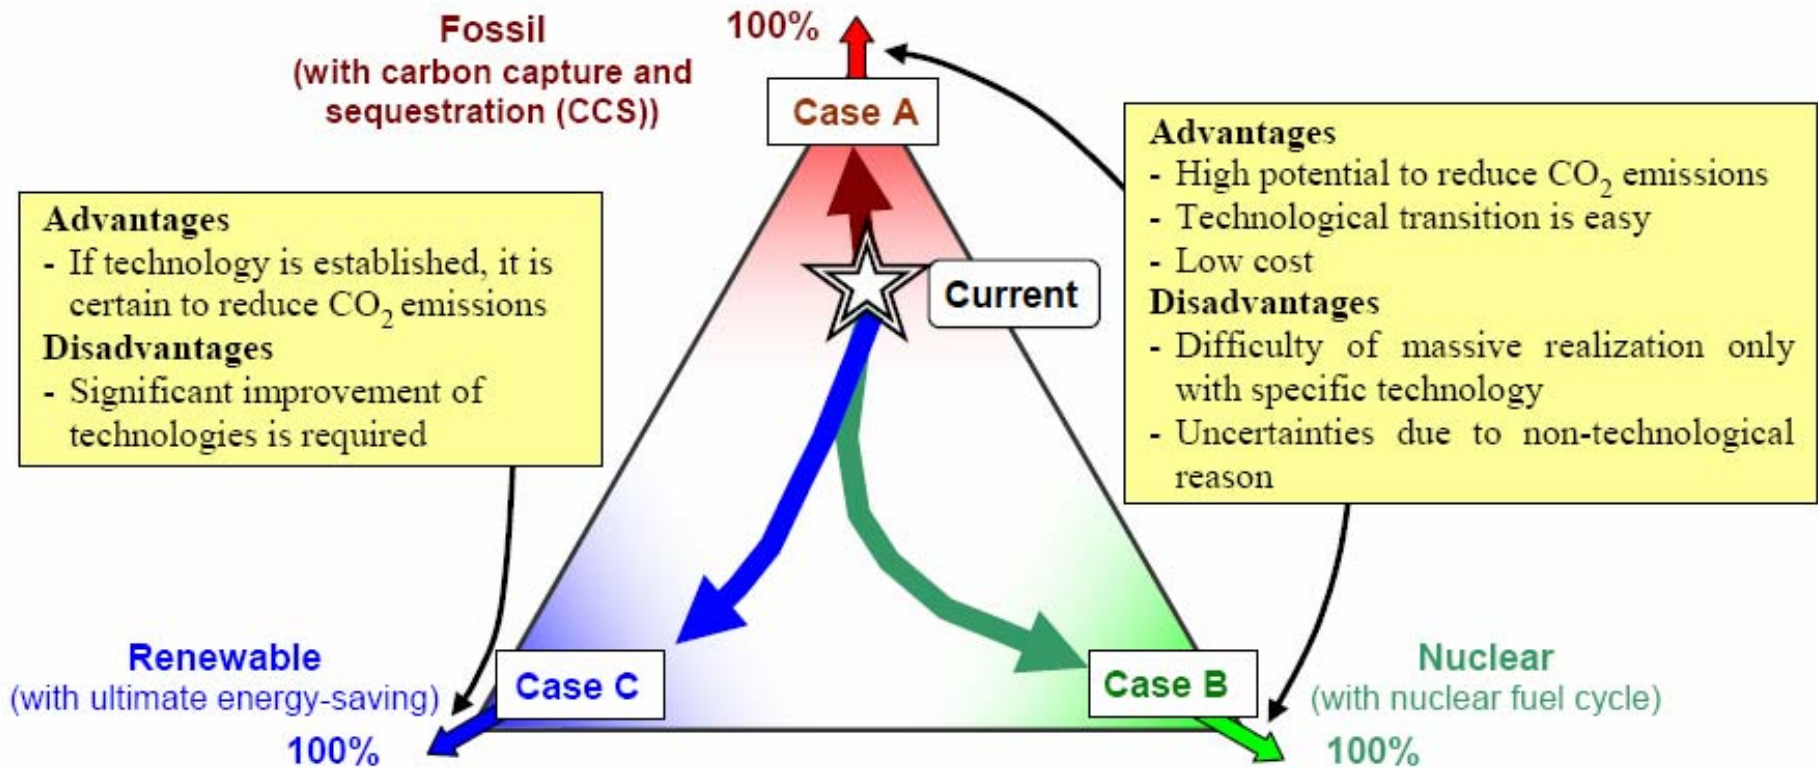 Fossil
(with carbon capture and
sequestration (CCS))
100%
Case A
Advantages
- If technology is established, it is
certain to reduce CO2 emissions
Disadvantages
- Significant improvement of
technologies is required
Current
Advantages
- High potential to reduce CO2 emissions
- Technological transition is easy
- Low cost
Disadvantages
- Difficulty of massive realization only
with specific technology
- Uncertainties due to non-technological
reason
Renewable
(with ultimate energy-saving)
100%
Case C
Case B
Nuclear
(with nuclear fuel cycle)
100%